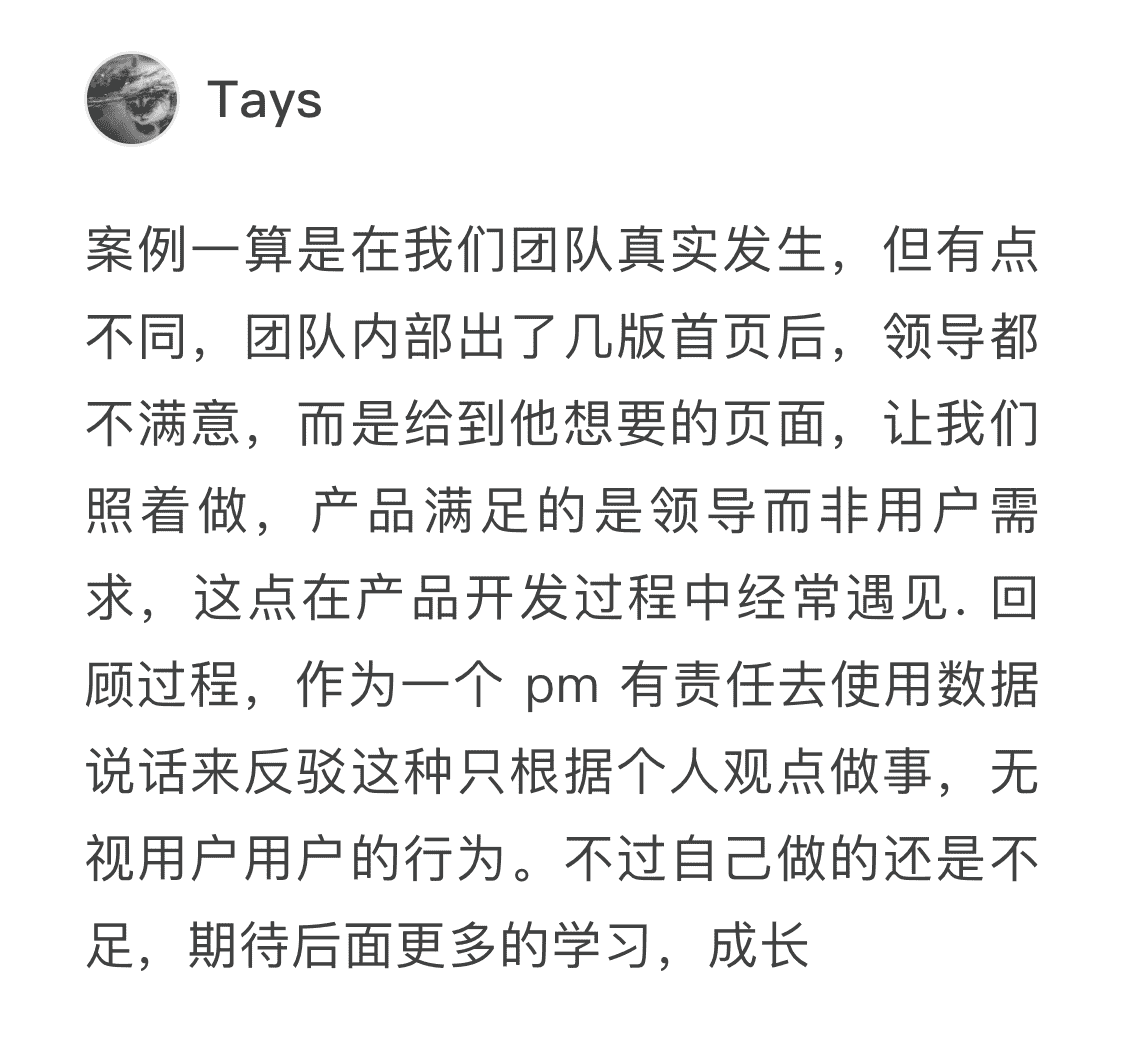 Tays
案例一算是在我们团队真实发生，但有点
不同，团队内部出了几版首页后，领导都
不满意，而是给到他想要的页面，让我们
照着做，产品满足的是领导而非用户需
求，这点在产品开发过程中经常遇见. 回
顾过程，作为一个 pm 有责任去使用数据
说话来反驳这种只根据个人观点做事，无
视用户用户的行为。不过自己做的还是不
足，期待后面更多的学习，成长